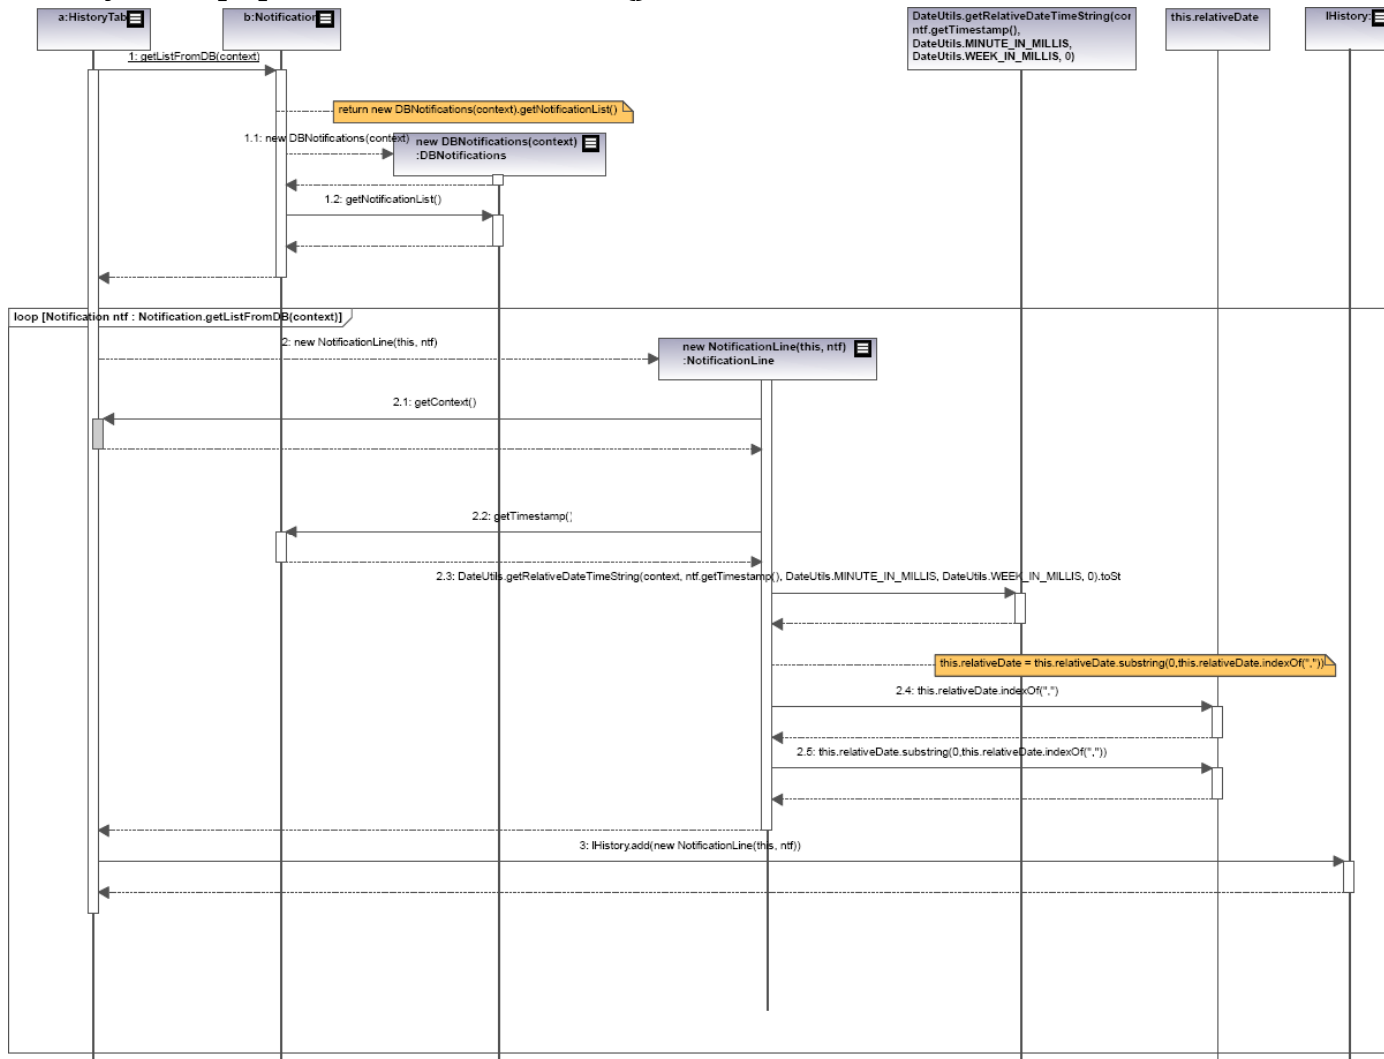 a:HistoryTab
b:Notification
DateUtils.getRelativeDateTimeString(cor
ntf.getTimestamp(),
DateUtils.MINUTE_IN_MILLIS,
DateUtils.WEEK_IN_MILLIS, 0)
this.relativeDate
lHistory:
1: getListFromDB(context)
return new DBNotifications(context).getNotificationList()
1.1: new DBNotifications(context)
new DBNotifications(context)
:DBNotifications
1.2: getNotificationList()
loop [Notification ntf : Notification.getListFromDB(context)]
2: new NotificationLine(this, ntf)
new NotificationLine(this, ntf)
:NotificationLine
2.1: getContext()
2.2: getTimestamp()
2.3: DateUtils.getRelativeDateTimeString(context, ntf.getTimestamp(), DateUtils.MINUTE_IN_MILLIS, DateUtils.WEEK_IN_MILLIS, 0).toSt
this.relativeDate = this.relativeDate.substring(0,this.relativeDate.indexOf(","))
2.4: this.relativeDate.indexOf(",")
2.5: this.relativeDate.substring(0,this.relativeDate.indexOf(","))
3: lHistory.add(new NotificationLine(this, ntf))